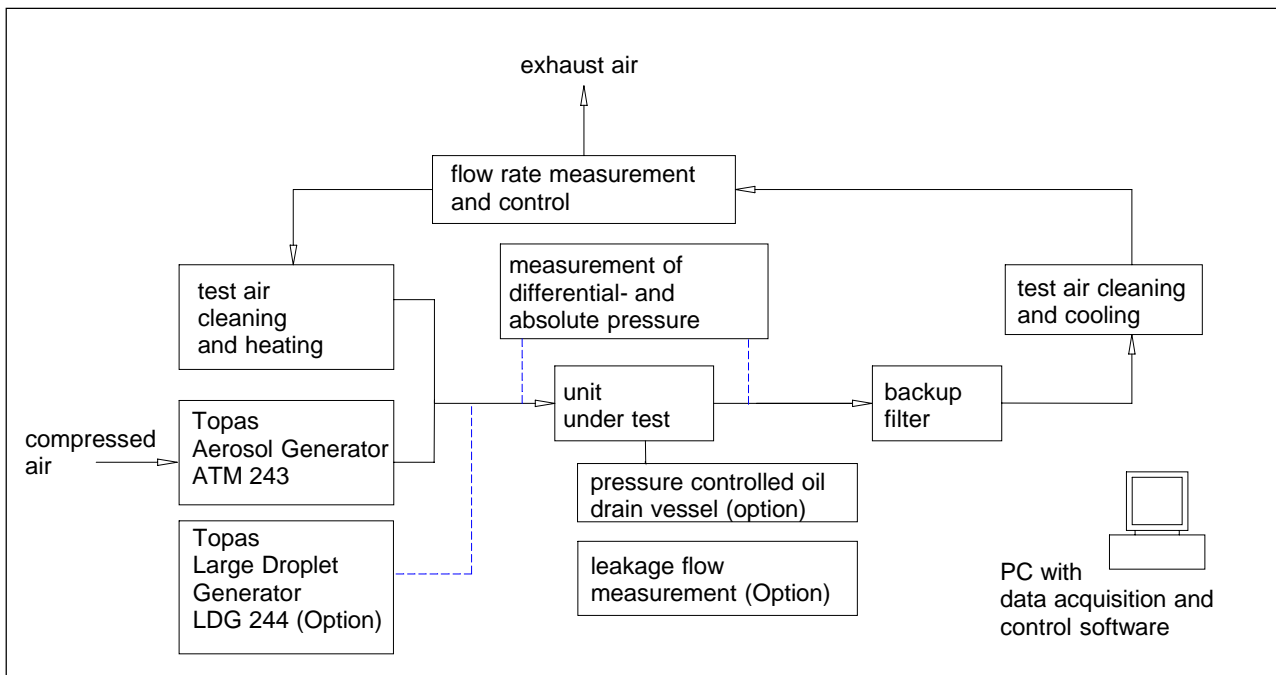 exhaust air
flow rate measurement
and control
test air
cleaning
and heating
measurement of
differential- and
absolute pressure
test air cleaning
and cooling
compressed
air
Topas
Aerosol Generator
ATM 243
unit
under test
backup
filter
Topas
Large Droplet
Generator
LDG 244 (Option)
pressure controlled oil
drain vessel (option)
leakage flow
measurement (Option)
PC with
data acquisition and
control software